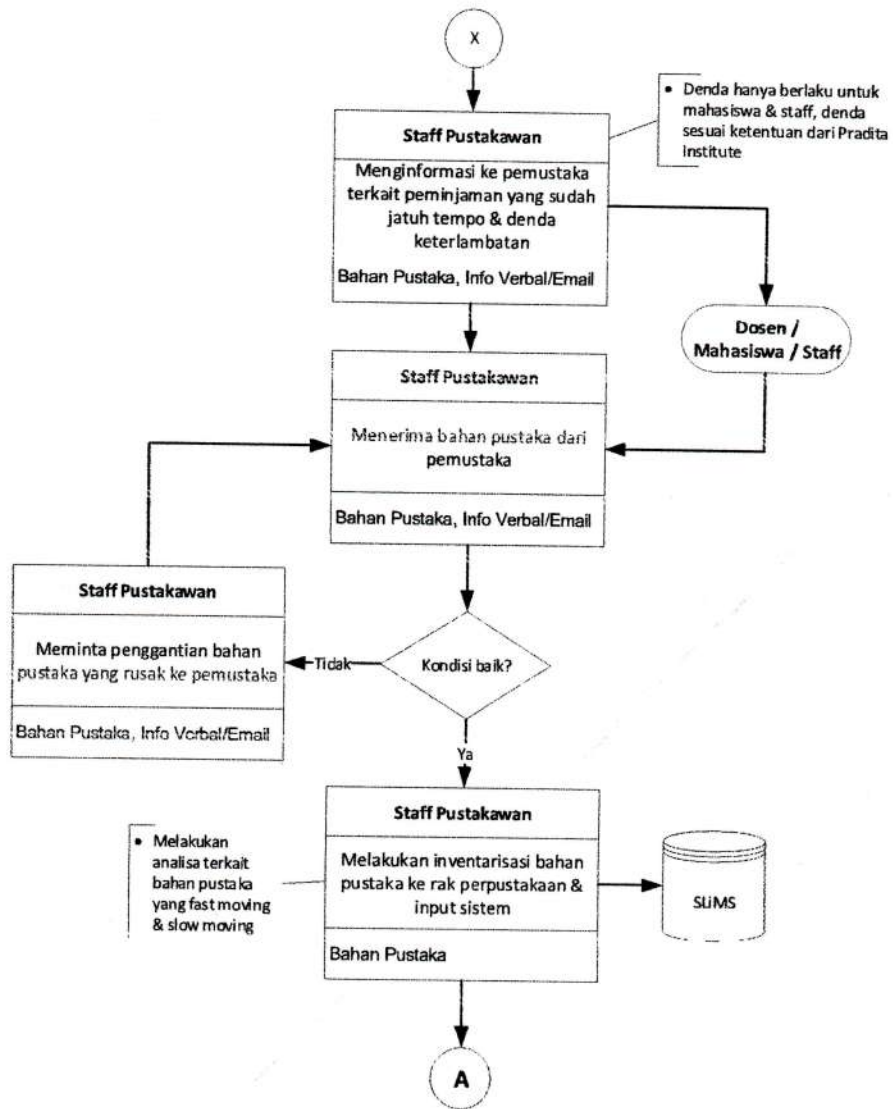 X
• Denda hanya berlaku untuk
mahasiswa & staff, denda
sesuai ketentuan dari Pradita
Institute
Staff Pustakawan
Menginformasi ke pemustaka
terkait peminjaman yang sudah
jatuh tempo & denda
keterlambatan
Bahan Pustaka, Info Verbal/Email
Dosen /
Mahasiswa / Staff
Staff Pustakawan
Menerima bahan pustaka dari
pemustaka
Bahan Pustaka, Info Verbal/Email
Staff Pustakawan
Meminta penggantian bahan
pustaka yang rusak ke pemustaka
Bahan Pustaka, Info Verbal/Email
Tidak
Kondisi baik?
Ya
Staff Pustakawan
Melakukan inventarisasi bahan
pustaka ke rak perpustakaan &
input sistem
Bahan Pustaka
• Melakukan
analisa terkait
bahan pustaka
yang fast moving
& slow moving
SLiMS
A